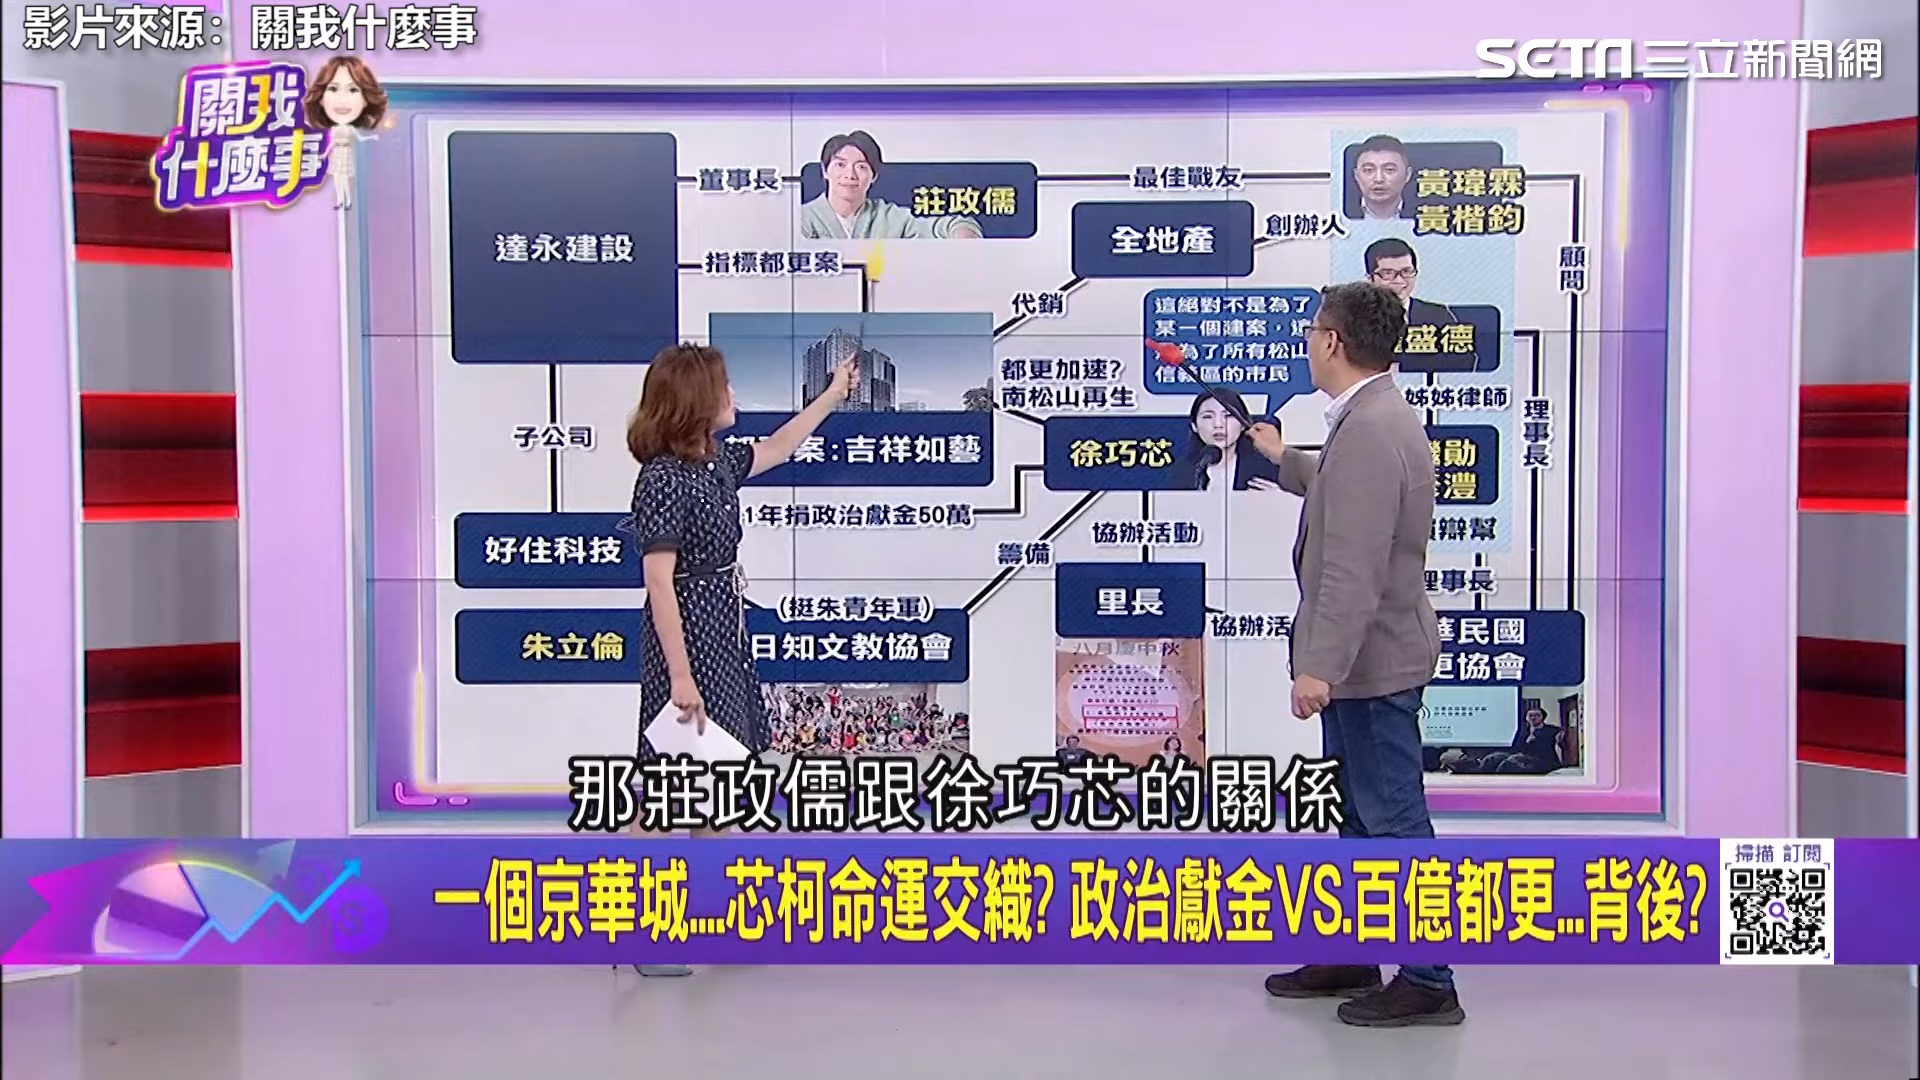 影片來源：關我什麼事
SETN三立新聞網
關我
什麼事
達永建設
董事長
莊政儒
最佳戰友
黃瑋霖
黃楷鈞
全地產
創辦人
顧問
指標都更案
代銷
這絕對不是為了
某一個建案，這
為了所有松山
信義區的市民
盛德
都更加速？
南松山再生
姊姊律師
理事長
子公司
案：吉祥如藝
徐巧芯
勛
灃
1年捐政治獻金50萬
協辦活動
辯幫
好住科技
籌備
理事長
(挺朱青年軍)
里長
協辦活
朱立倫
日知文教協會
民國
更協會
八月慶中秋
那莊政儒跟徐巧芯的關係
一個京華城....芯柯命運交織？政治獻金VS.百億都更...背後？
掃描 訂閱